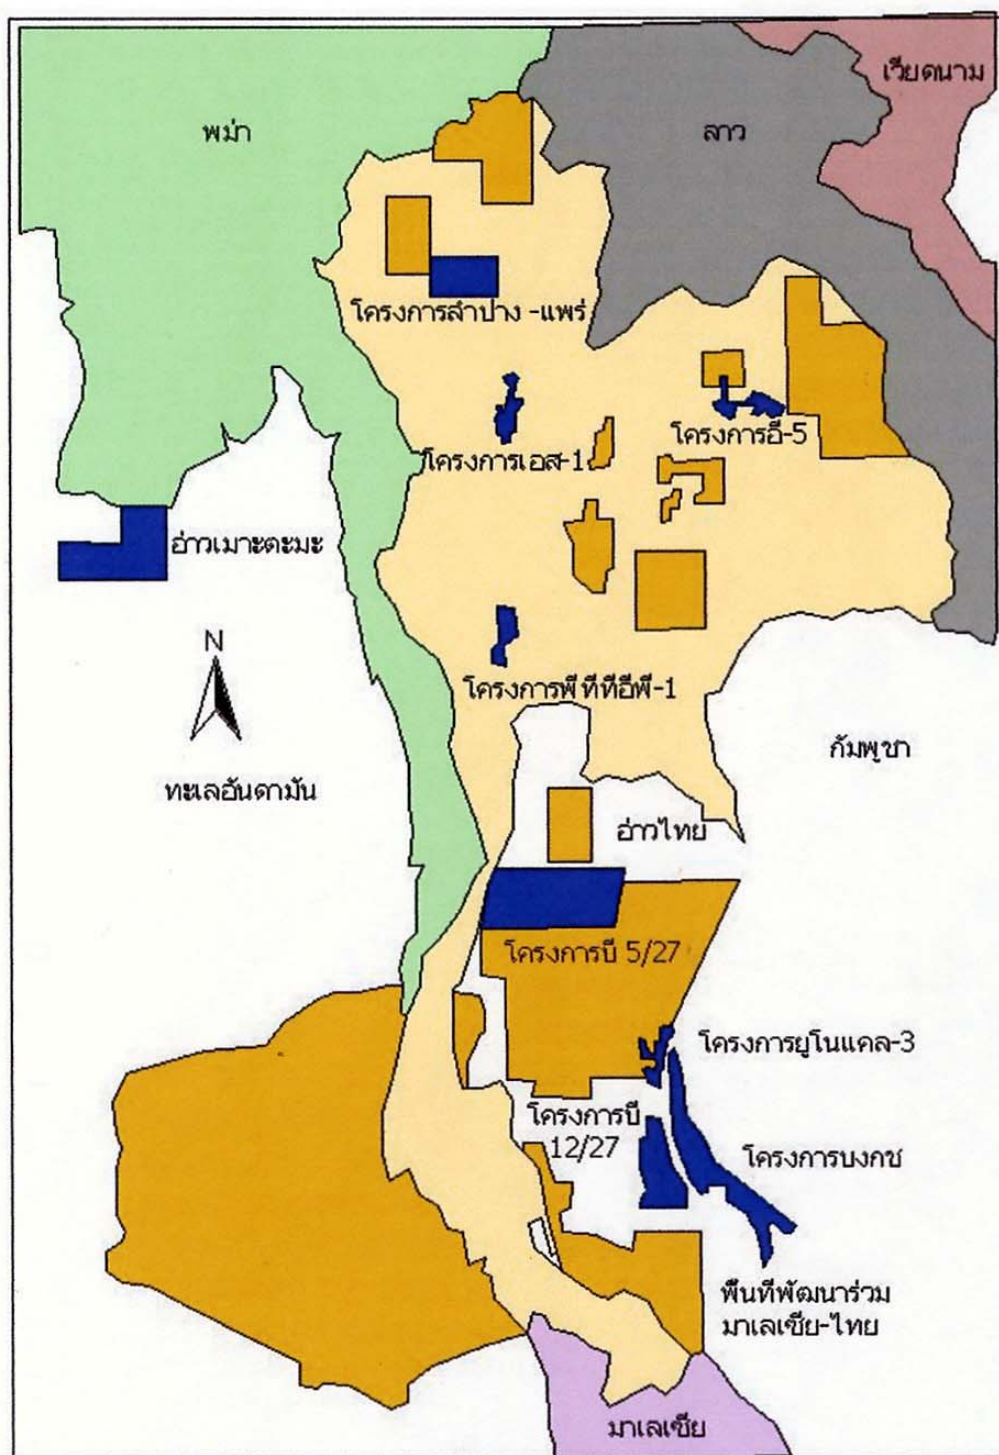 เวียดนาม
พม่า
ลาว
โครงการลำปาง -แพร่
โครงการอี-5
โครงการเอส-1
อ่าวเมาะตะมะ
N
โครงการพีทีทีอีพี-1
กัมพูชา
ทะเลอันดามัน
อ่าวไทย
โครงการบี 5/27
โครงการยูโนแคล-3
โครงการบี
12/27
โครงการบงกช
พื้นที่พัฒนาร่วม
มาเลเซีย-ไทย
มาเลเซีย